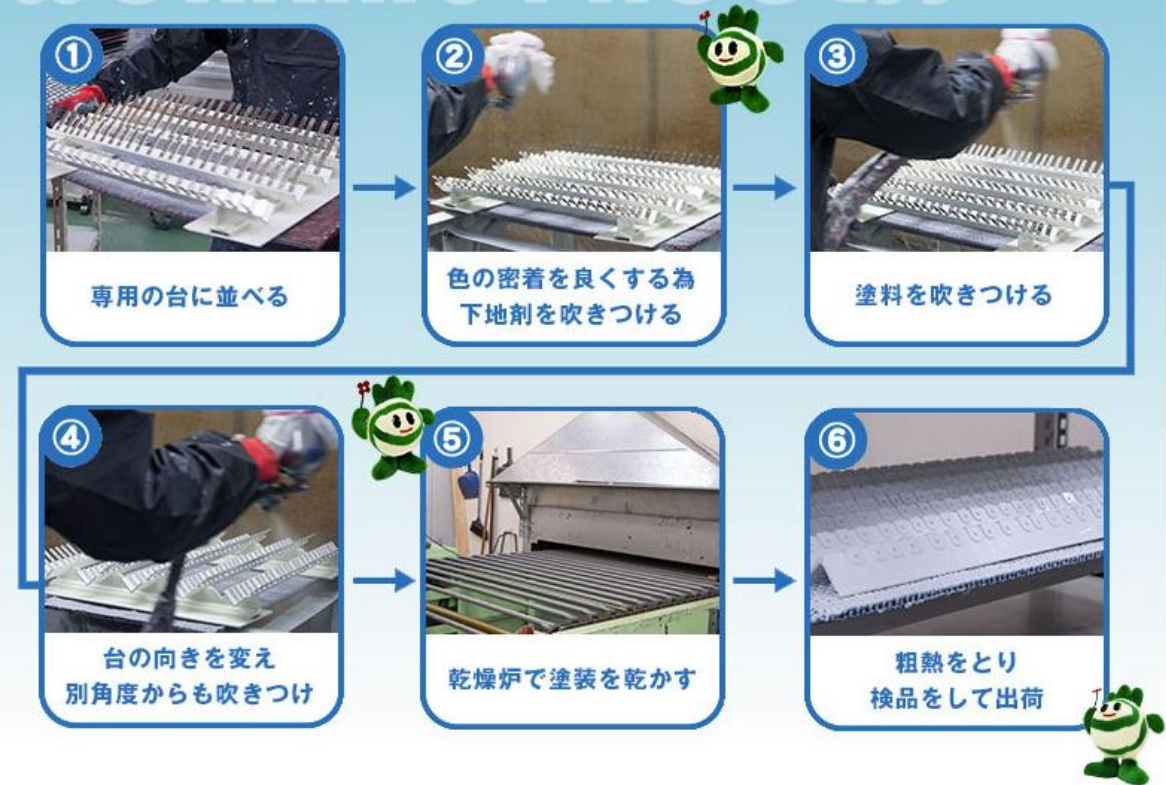 ①
専用の台に並べる
②
色の密着を良くする為
下地剤を吹きつける
③
塗料を吹きつける
④
台の向きを変え
別角度からも吹きつけ
⑤
乾燥炉で塗装を乾かす
⑥
粗熱をとり
検品をして出荷